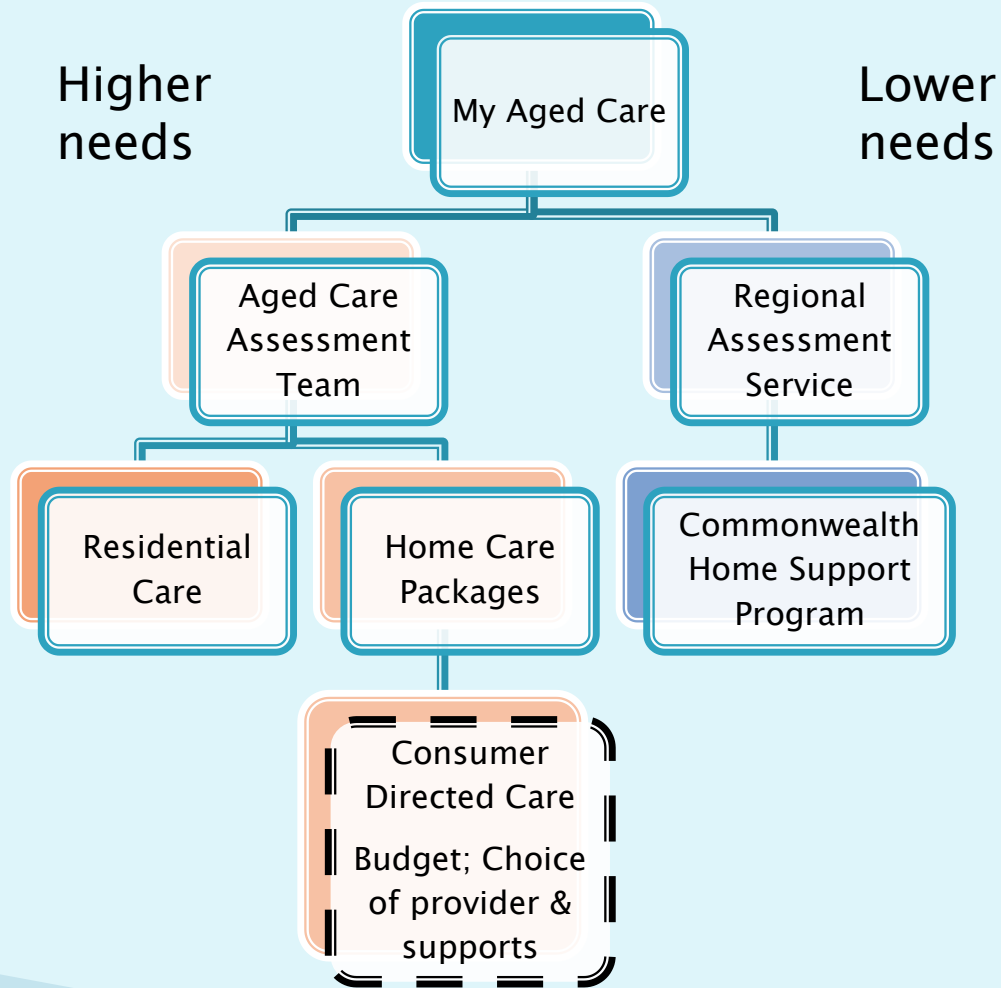 Higher
needs
My Aged Care
Lower
needs
Aged Care
Assessment
Team
Regional
Assessment
Service
Residential
Care
Home Care
Packages
Commonwealth
Home Support
Program
Consumer
Directed Care
Budget; Choice
of provider &
supports